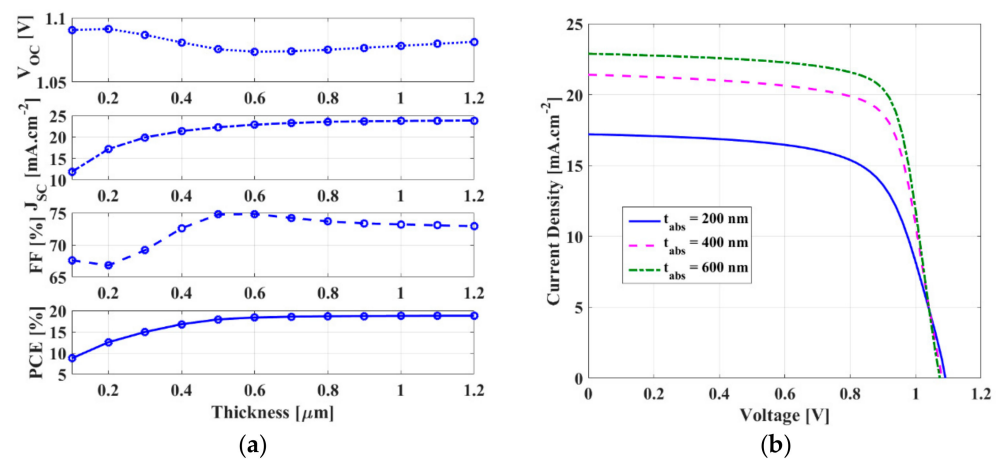 V_OC [V]
1.1
1.05
0.2 0.4 0.6 0.8 1 1.2
J_SC [mA.cm^-2]
25
20
15
10
0.2 0.4 0.6 0.8 1 1.2
FF [%]
75
70
65
0.2 0.4 0.6 0.8 1 1.2
PCE [%]
20
15
10
5
0.2 0.4 0.6 0.8 1 1.2
Thickness [μm]
(a)
Current Density [mA.cm^-2]
25
20
15
10
5
0
t_abs = 200 nm
t_abs = 400 nm
t_abs = 600 nm
0 0.2 0.4 0.6 0.8 1 1.2
Voltage [V]
(b)